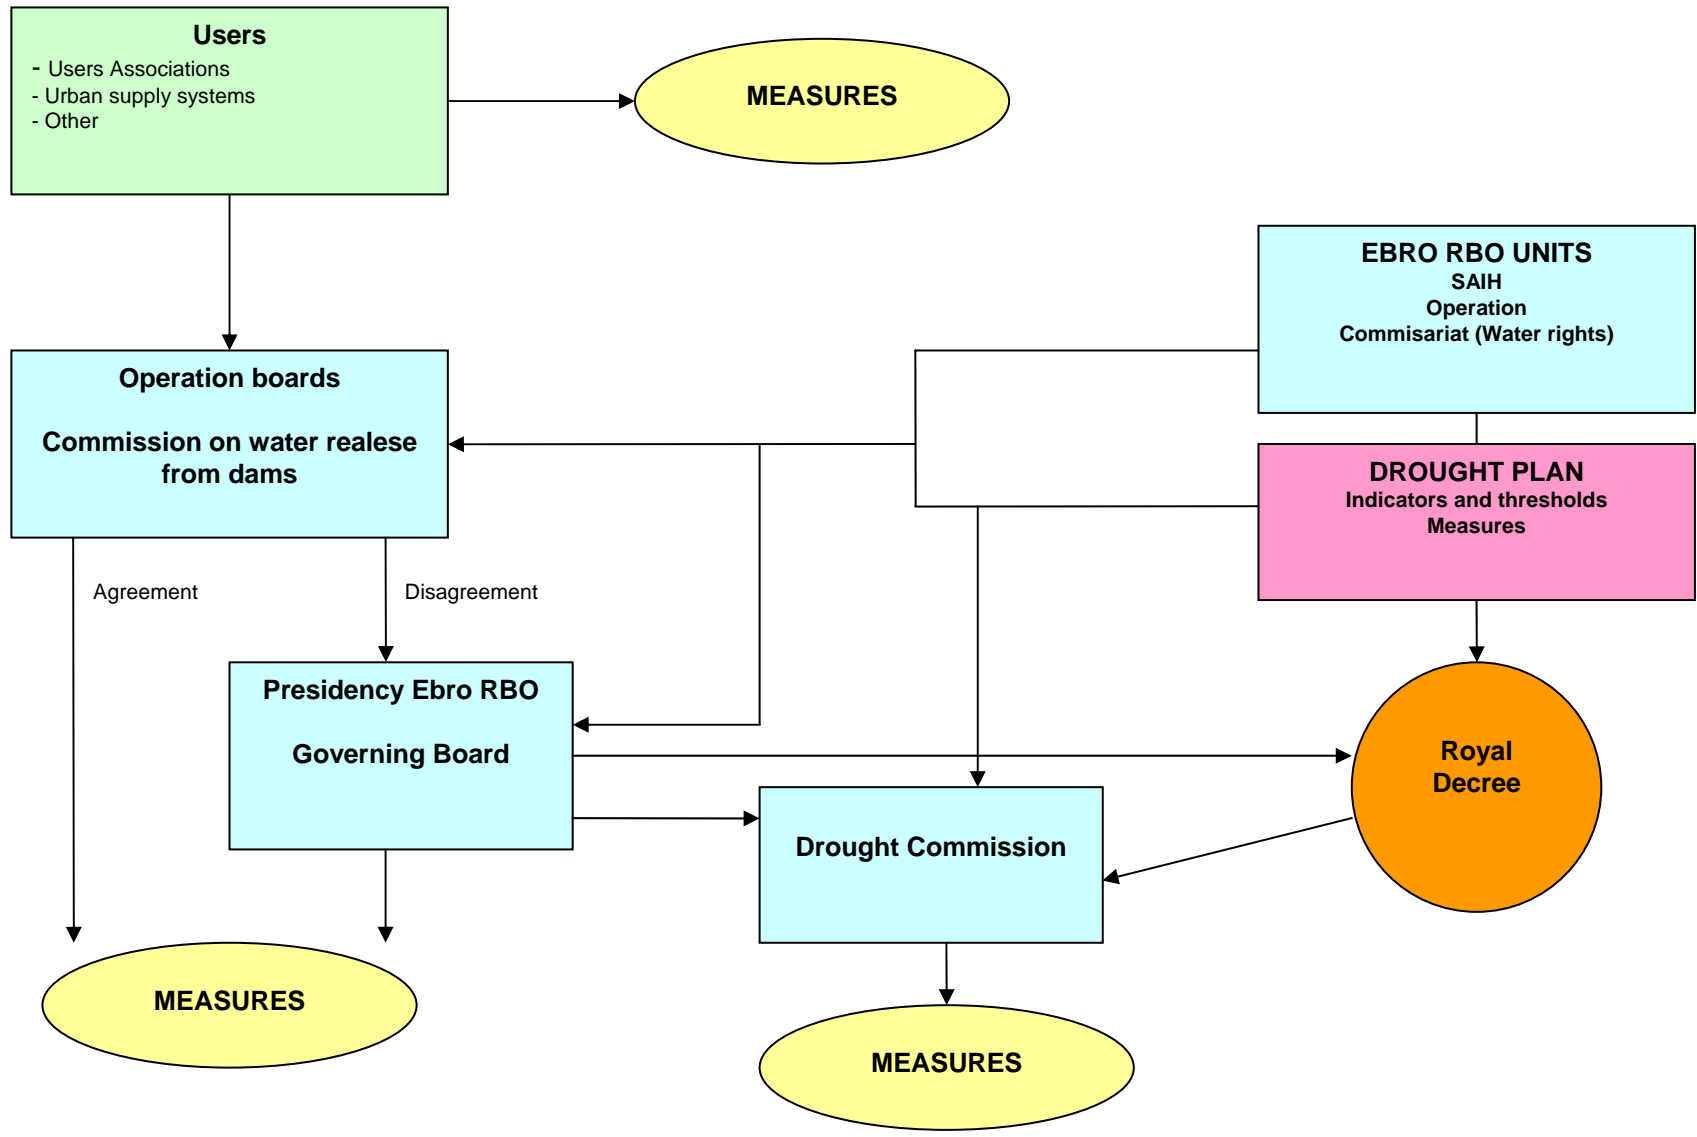 Users
- Users Associations
- Urban supply systems
- Other
MEASURES
EBRO RBO UNITS
SAIH
Operation
Commisariat (Water rights)
Operation boards
Commission on water realese
from dams
DROUGHT PLAN
Indicators and thresholds
Measures
Agreement
Disagreement
Presidency Ebro RBO
Governing Board
Royal
Decree
Drought Commission
MEASURES
MEASURES